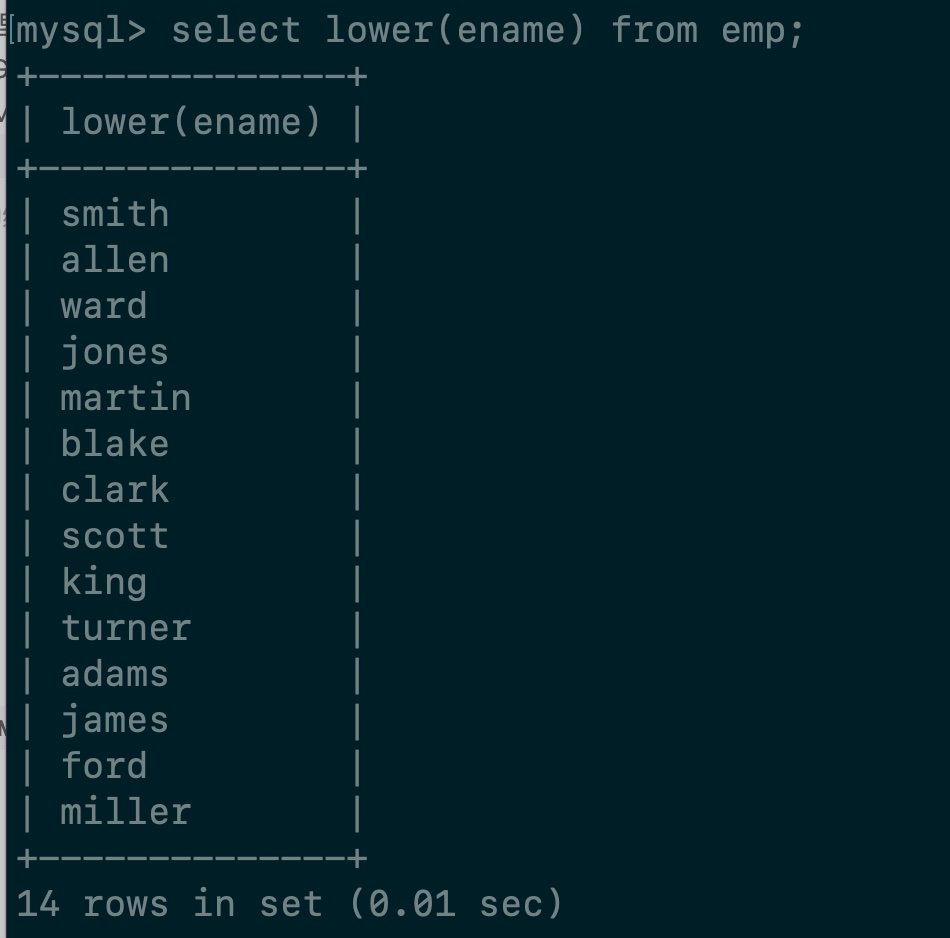 mysql> select lower(ename) from emp;
+--------------+
| lower(ename) |
+--------------+
| smith        |
| allen        |
| ward         |
| jones        |
| martin       |
| blake        |
| clark        |
| scott        |
| king         |
| turner       |
| adams        |
| james        |
| ford         |
| miller       |
+--------------+
14 rows in set (0.01 sec)